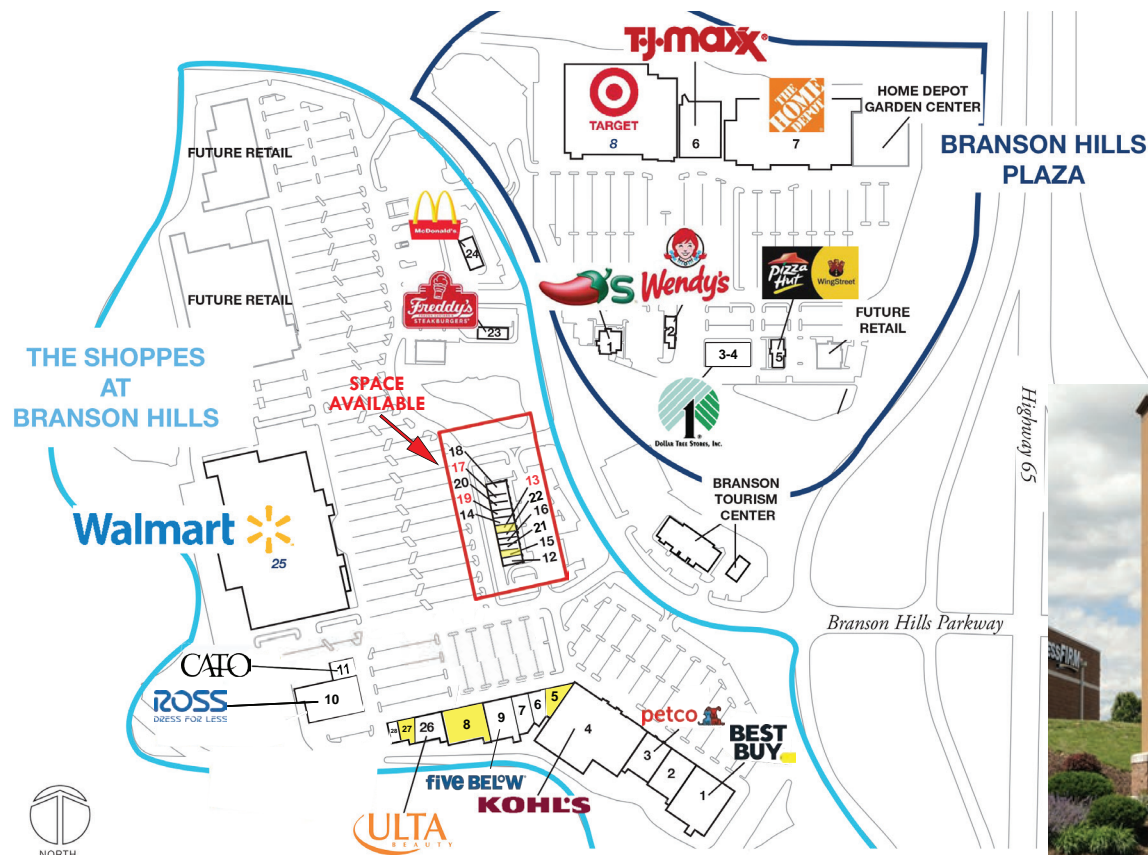 T·J·maxx
TARGET
8
6
THE HOME DEPOT
7
HOME DEPOT
GARDEN CENTER
BRANSON HILLS
PLAZA
FUTURE RETAIL
McDonald's
24
Wendy's
's
Pizza Hut
WingStreet
FUTURE RETAIL
Freddy's
STEAKBURGERS
23
1
2
3-4
5
FUTURE
RETAIL
THE SHOPPES
AT
BRANSON HILLS
SPACE
AVAILABLE
1
DOLLAR TREE STORES, INC.
Highway 65
18
17
20
19
14
13
22
16
21
15
12
BRANSON
TOURISM
CENTER
Walmart
25
Branson Hills Parkway
ESSFIRM
CATO
11
ROSS
DRESS FOR LESS
10
28
27
26
8
9
7
6
5
4
3
2
1
petco
BEST
BUY
five BELOW
KOHL'S
ULTA
BEAUTY
NORTH